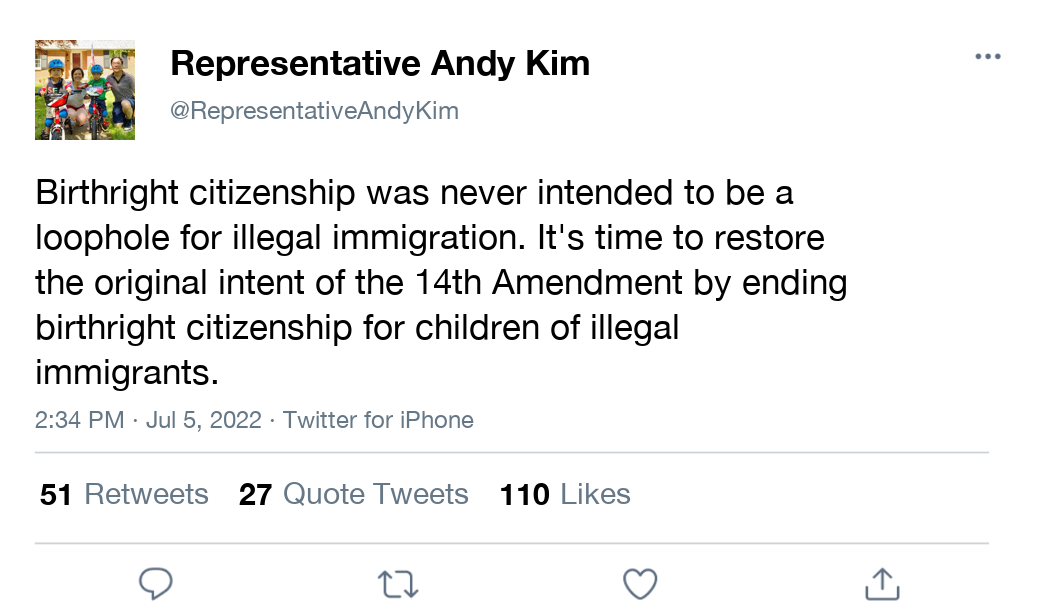 Representative Andy Kim
@RepresentativeAndyKim
Birthright citizenship was never intended to be a
loophole for illegal immigration. It's time to restore
the original intent of the 14th Amendment by ending
birthright citizenship for children of illegal
immigrants.
2:34 PM · Jul 5, 2022 · Twitter for iPhone
51 Retweets 27 Quote Tweets 110 Likes